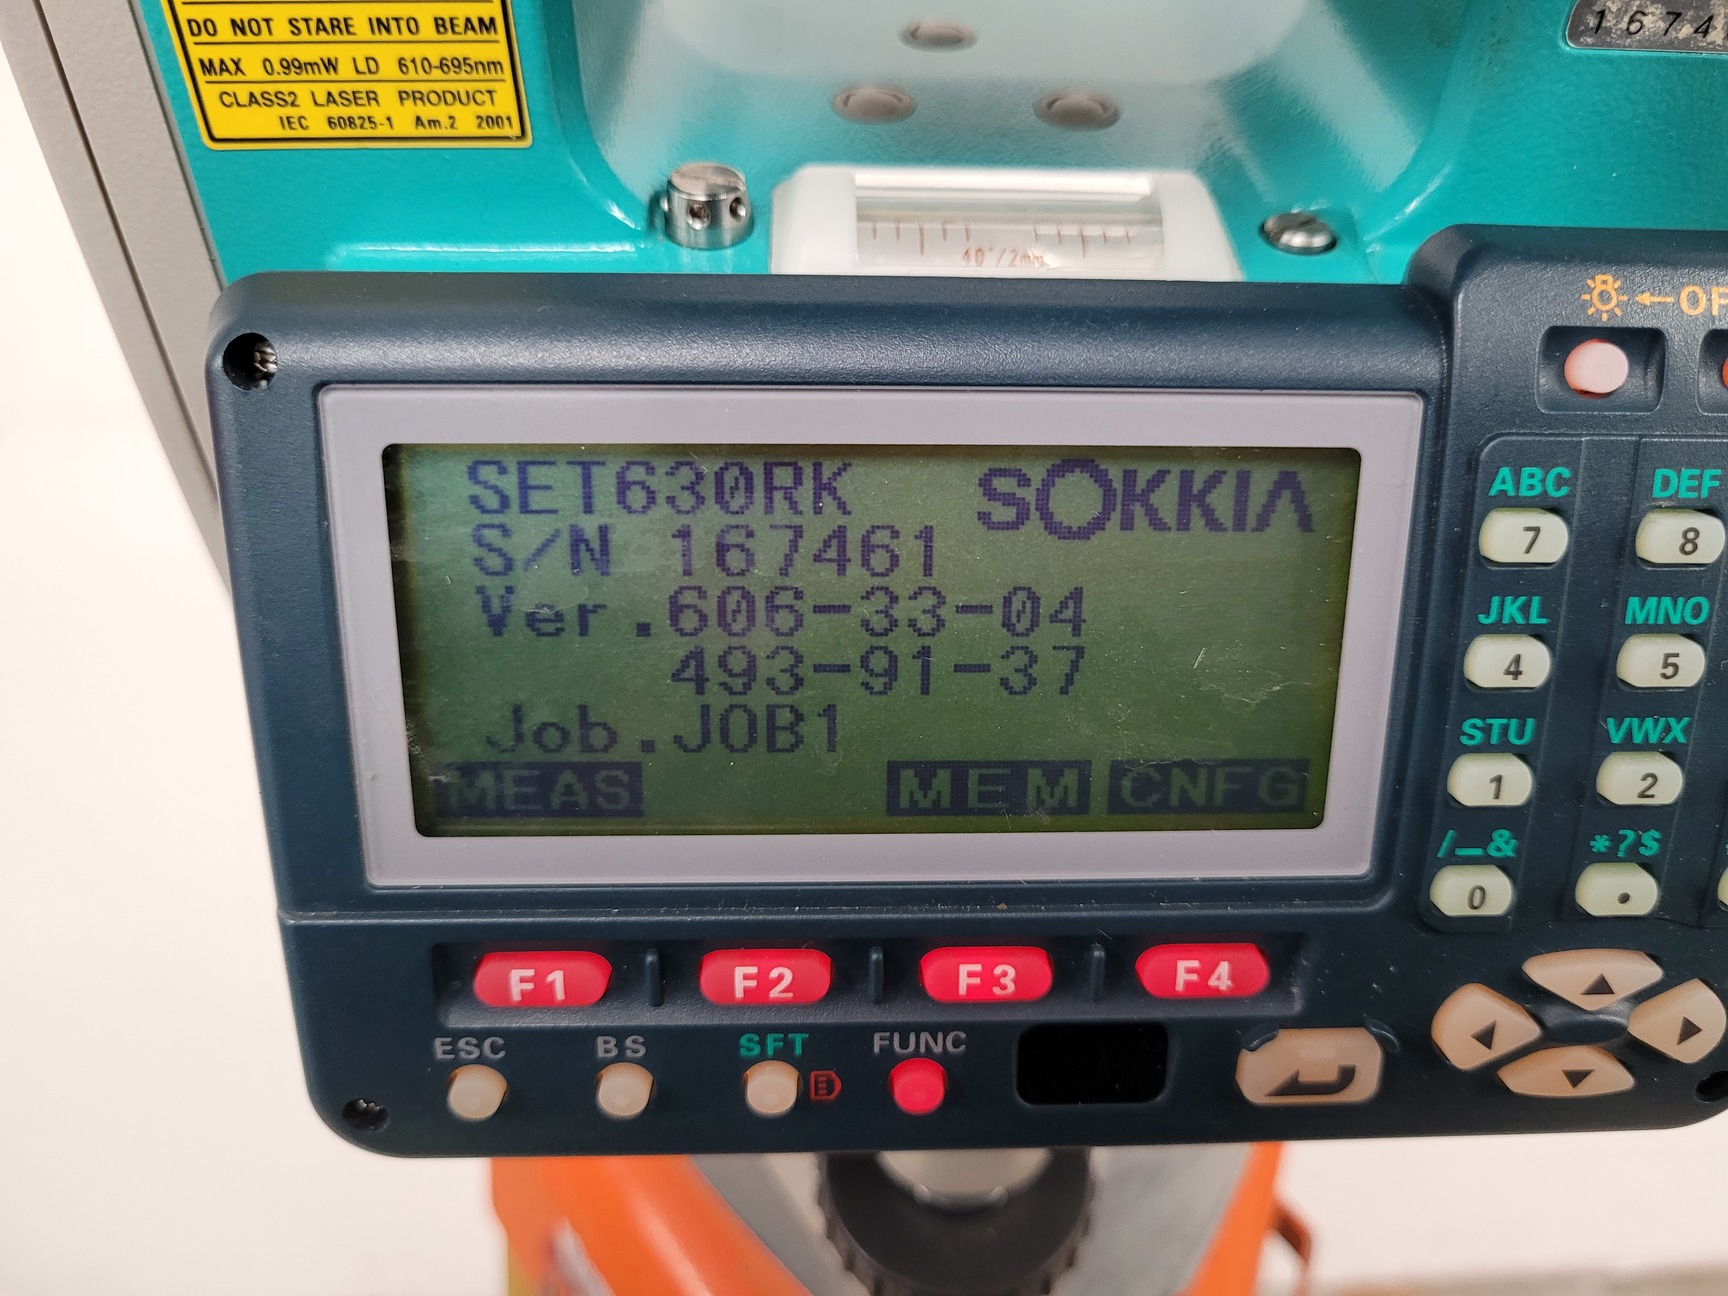 DO NOT STARE INTO BEAM
MAX 0.99mW LD 610-695nm
CLASS2 LASER PRODUCT
IEC 60825-1 Am.2 2001
1674
40"/2mm
SET630RK SOKKIA
S/N 167461
Ver.606-33-04
493-91-37
Job.JOB1
MEAS MEM CNFG
ABC DEF
7 8
JKL MNO
4 5
STU VWX
1 2
/_& *?$
0 .
F1 F2 F3 F4
ESC BS SFT FUNC